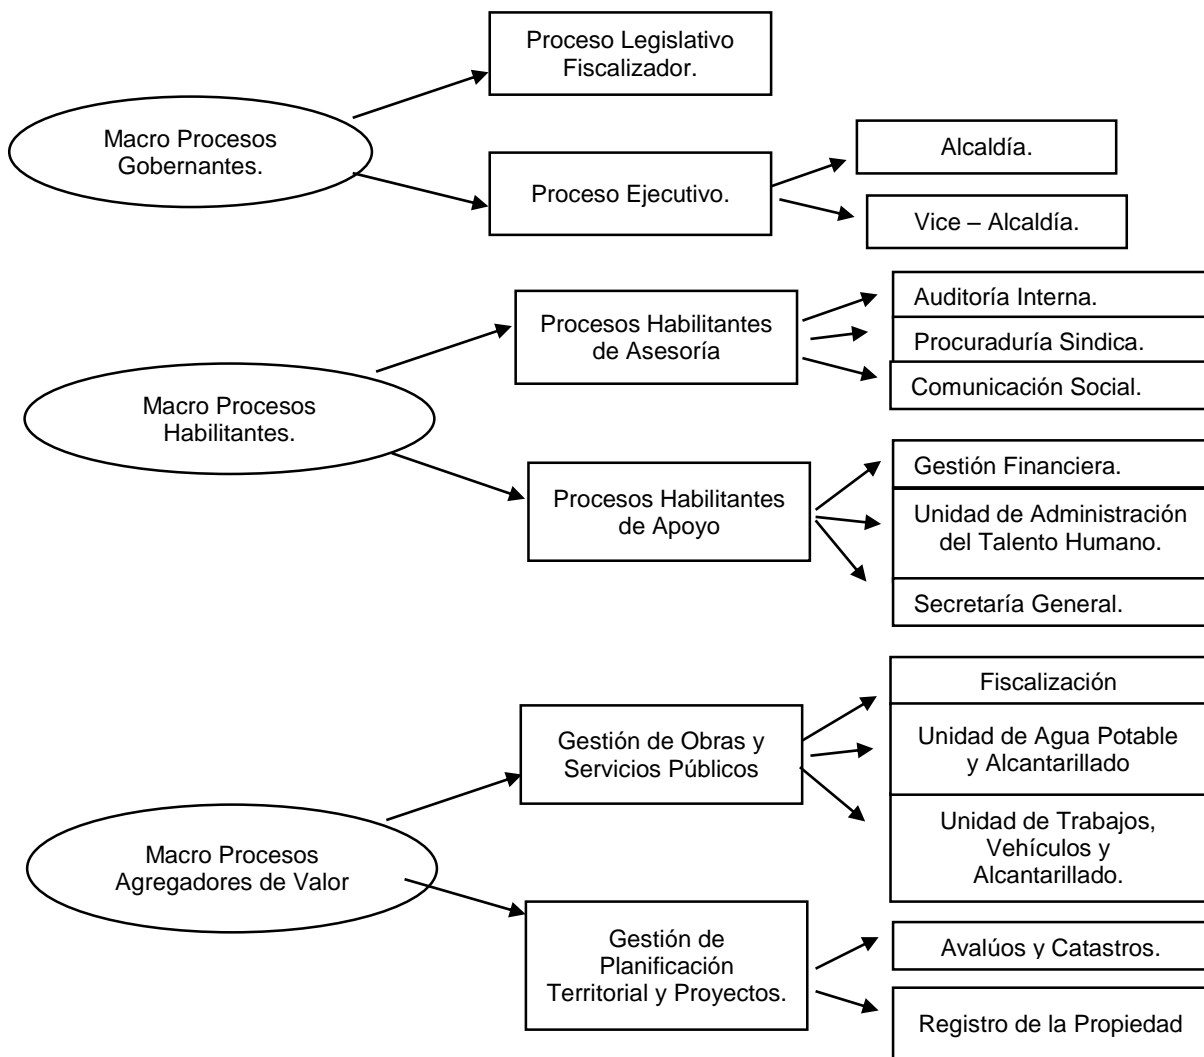 Proceso Legislativo
Fiscalizador.
Macro Procesos
Gobernantes.
Proceso Ejecutivo.
Alcaldía.
Vice – Alcaldía.
Macro Procesos
Habilitantes.
Procesos Habilitantes
de Asesoría
Auditoría Interna.
Procuraduría Sindica.
Comunicación Social.
Procesos Habilitantes
de Apoyo
Gestión Financiera.
Unidad de Administración
del Talento Humano.
Secretaría General.
Macro Procesos
Agregadores de Valor
Gestión de Obras y
Servicios Públicos
Fiscalización
Unidad de Agua Potable
y Alcantarillado
Unidad de Trabajos,
Vehículos y
Alcantarillado.
Gestión de
Planificación
Territorial y Proyectos.
Avalúos y Catastros.
Registro de la Propiedad